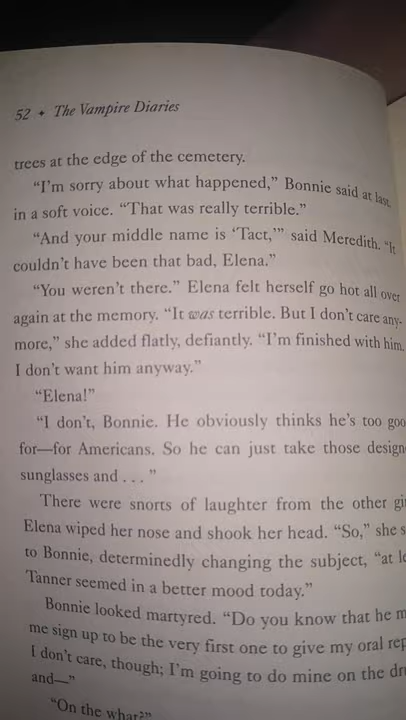 52 ✦ The Vampire Diaries
trees at the edge of the cemetery.
“I’m sorry about what happened,” Bonnie said at last,
in a soft voice. “That was really terrible.”
“And your middle name is ‘Tact,’” said Meredith. “It
couldn’t have been that bad, Elena.”
“You weren’t there.” Elena felt herself go hot all over
again at the memory. “It was terrible. But I don’t care any-
more,” she added flatly, defiantly. “I’m finished with him.
I don’t want him anyway.”
“Elena!”
“I don’t, Bonnie. He obviously thinks he’s too
for—for Americans. So he can just take those
sunglasses and . . . ”
There were snorts of laughter from the other
Elena wiped her nose and shook her head. “So,” she
to Bonnie, determinedly changing the subject, “at
Tanner seemed in a better mood today.”
Bonnie looked martyred. “Do you know that he
me sign up to be the very first one to give my oral
I don’t care, though; I’m going to do mine on the
and—”
“On the what?”